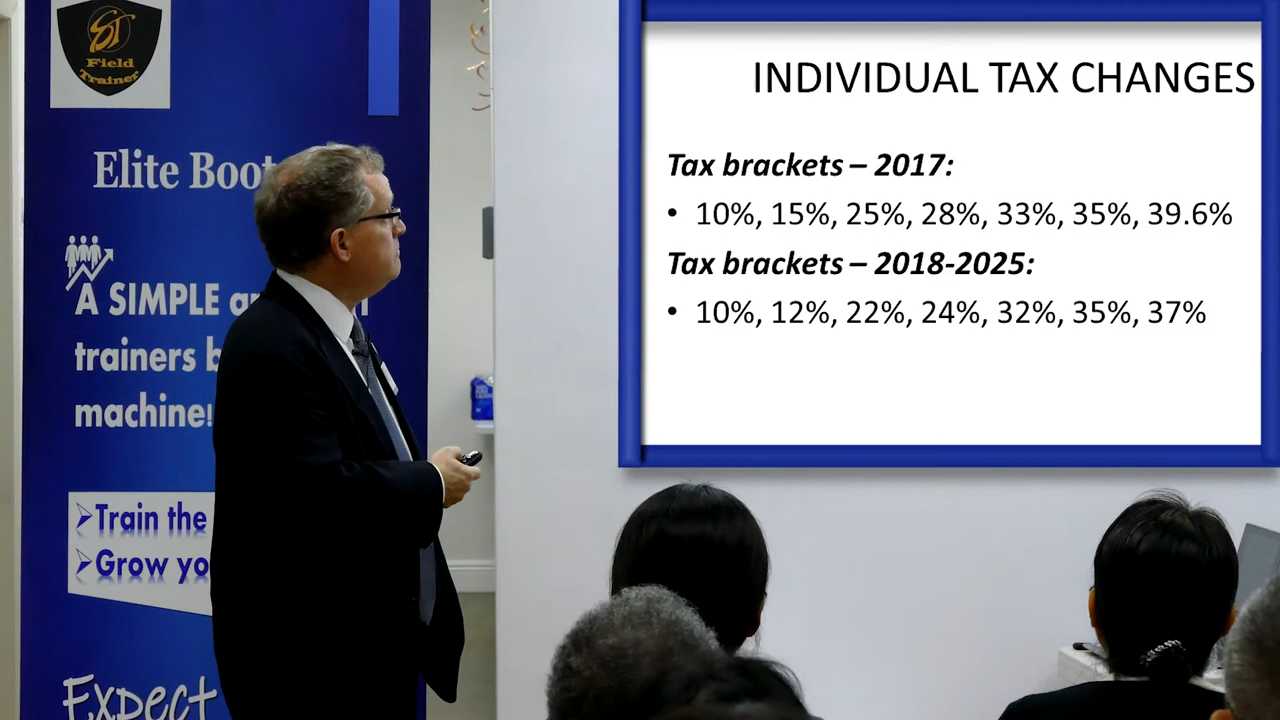 ST
Field
Trainer
Elite Boot
A SIMPLE
trainers
machine!
➢Train the
➢Grow yo
Expect
INDIVIDUAL TAX CHANGES
Tax brackets – 2017:
• 10%, 15%, 25%, 28%, 33%, 35%, 39.6%
Tax brackets – 2018-2025:
• 10%, 12%, 22%, 24%, 32%, 35%, 37%